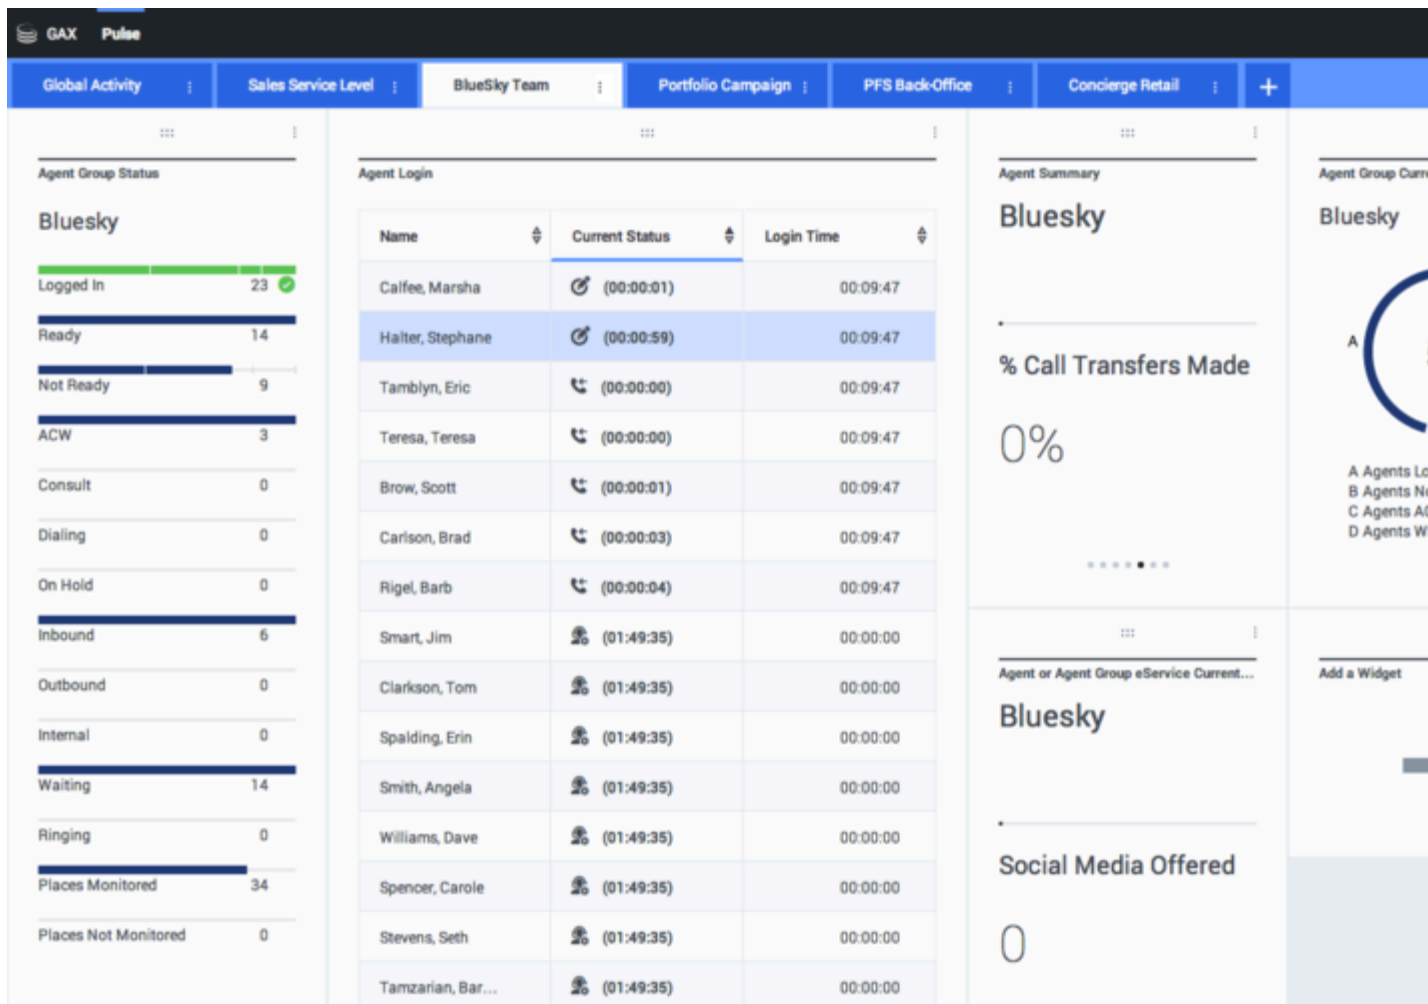 GAX Pulse
Global Activity
Sales Service Level
BlueSky Team
Portfolio Campaign
PFS Back-Office
Concierge Retail
+
Agent Group Status
Bluesky
Logged In 23
Ready 14
Not Ready 9
ACW 3
Consult 0
Dialing 0
On Hold 0
Inbound 6
Outbound 0
Internal 0
Waiting 14
Ringing 0
Places Monitored 34
Places Not Monitored 0
Agent Login
Name Current Status Login Time
Calfee, Marsha (00:00:01) 00:09:47
Halter, Stephane (00:00:59) 00:09:47
Tamblyn, Eric (00:00:00) 00:09:47
Teresa, Teresa (00:00:00) 00:09:47
Brow, Scott (00:00:01) 00:09:47
Carlson, Brad (00:00:03) 00:09:47
Rigel, Barb (00:00:04) 00:09:47
Smart, Jim (01:49:35) 00:00:00
Clarkson, Tom (01:49:35) 00:00:00
Spalding, Erin (01:49:35) 00:00:00
Smith, Angela (01:49:35) 00:00:00
Williams, Dave (01:49:35) 00:00:00
Spencer, Carole (01:49:35) 00:00:00
Stevens, Seth (01:49:35) 00:00:00
Tamzarian, Bar... (01:49:35) 00:00:00
Agent Summary
Bluesky
% Call Transfers Made
0%
Agent or Agent Group eService Current...
Bluesky
Social Media Offered
0
Agent Group Curr
Bluesky
A
A Agents Lo
B Agents N
C Agents A
D Agents W
Add a Widget